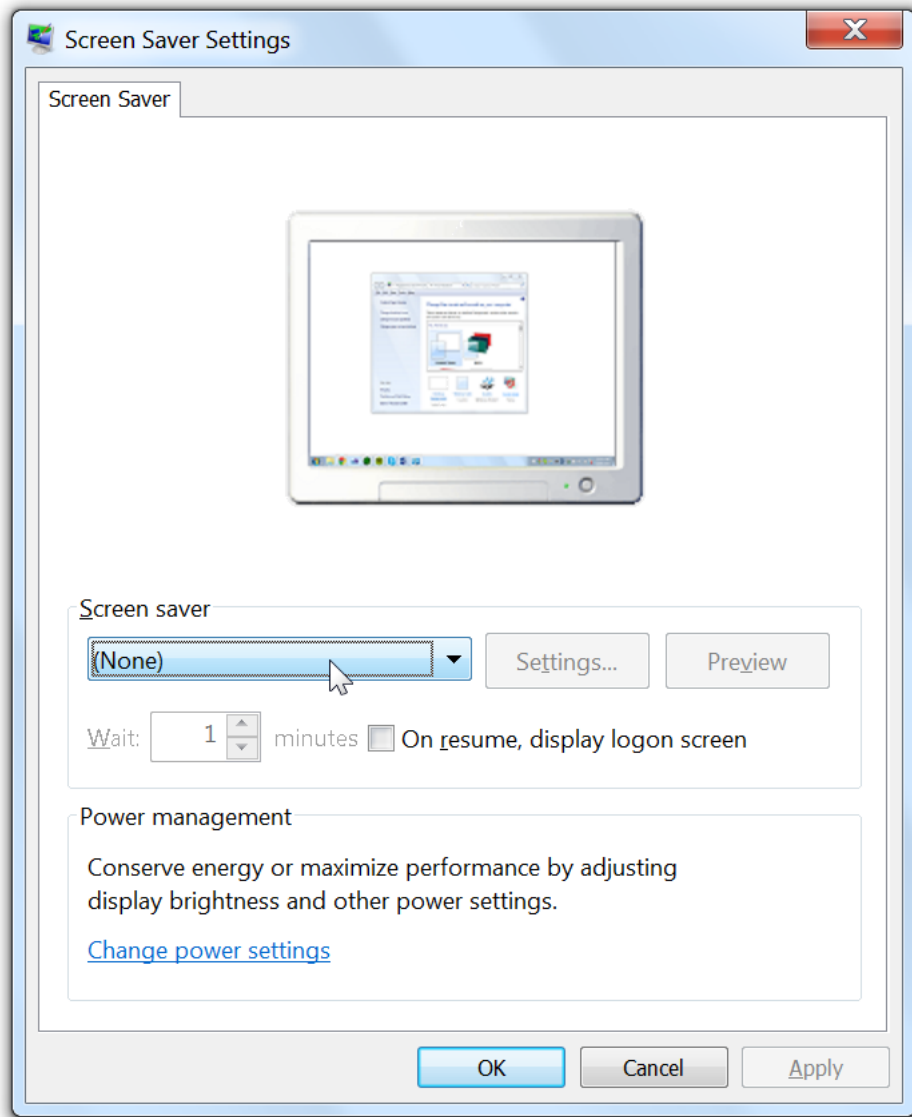 Screen Saver Settings
Screen Saver
Screen saver
(None)
Settings...
Preview
Wait: 1 minutes On resume, display logon screen
Power management
Conserve energy or maximize performance by adjusting
display brightness and other power settings.
Change power settings
OK
Cancel
Apply